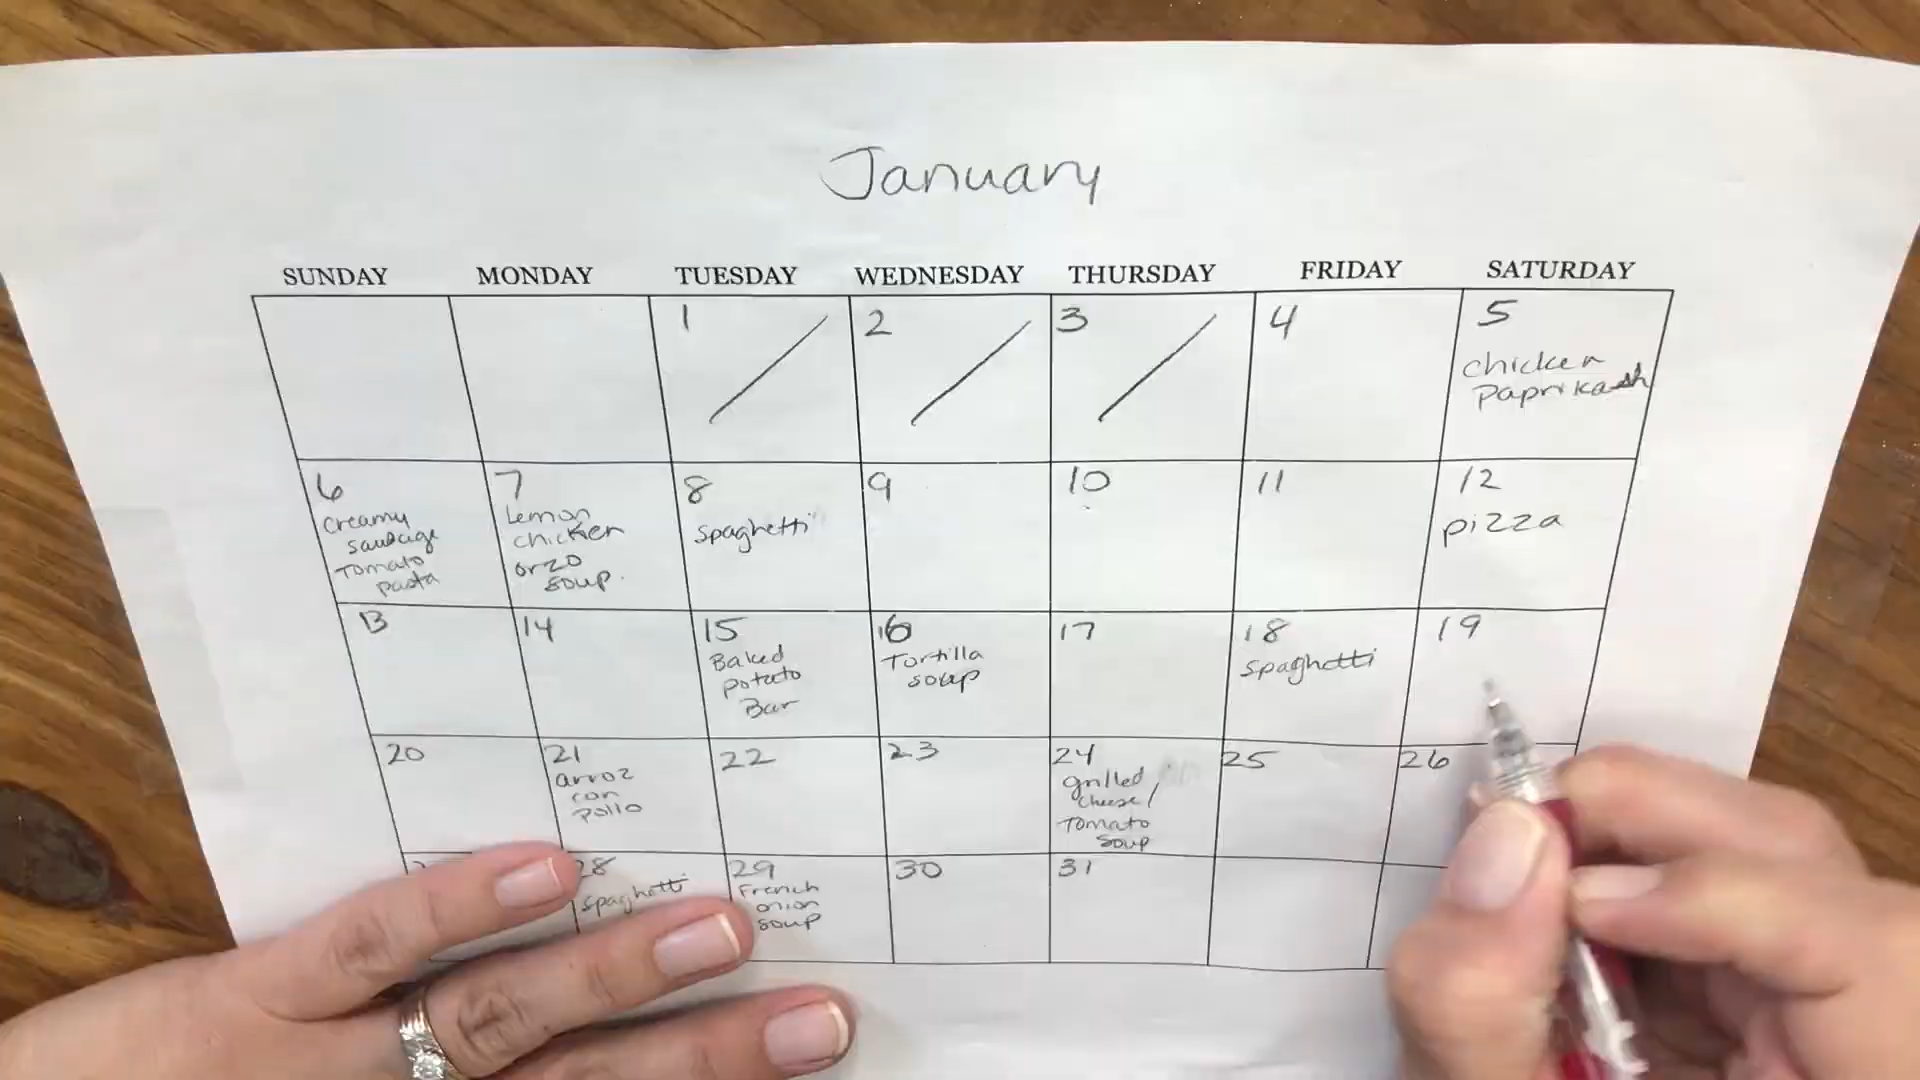 January
SUNDAY MONDAY TUESDAY WEDNESDAY THURSDAY FRIDAY SATURDAY
1
2
3
4
5
chicken
Paprikash
6
creamy
sausage
Tomato
pasta
7
Lemon
chicken
orzo
soup.
8
spaghetti
9
10
11
12
pizza
13
14
15
Baked
potato
Bar
16
Tortilla
soup
17
18
spaghetti
19
20
21
arroz
con
pollo
22
23
24
grilled
cheese/
Tomato
soup
25
26
28
spaghetti
29
French
onion
soup
30
31